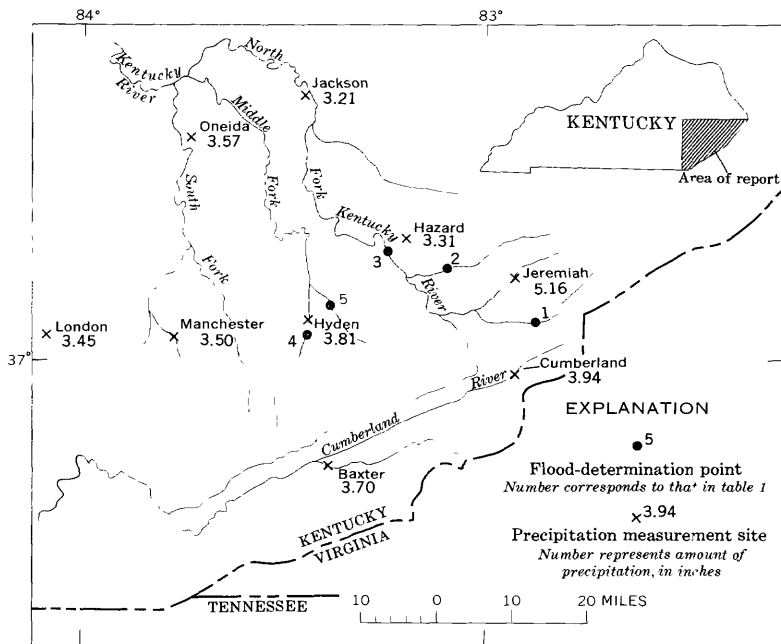 84°
83°
North
Kentucky
River
Jackson
3.21
Middle
KENTUCKY
Oneida
3.57
Area of report
South
Fork
Fork
Kentucky
Hazard
3.31
3
2
Jeremiah
5.16
Fork
River
5
1
London
3.45
Manchester
3.50
Hyden
4
3.81
37°
Cumberland
3.94
River
EXPLANATION
Cumberland
5
Flood-determination point
Number corresponds to that in table 1
Baxter
3.70
3.94
Precipitation measurement site
Number represents amount of
precipitation, in inches
KENTUCKY
VIRGINIA
TENNESSEE
10 0 10 20 MILES